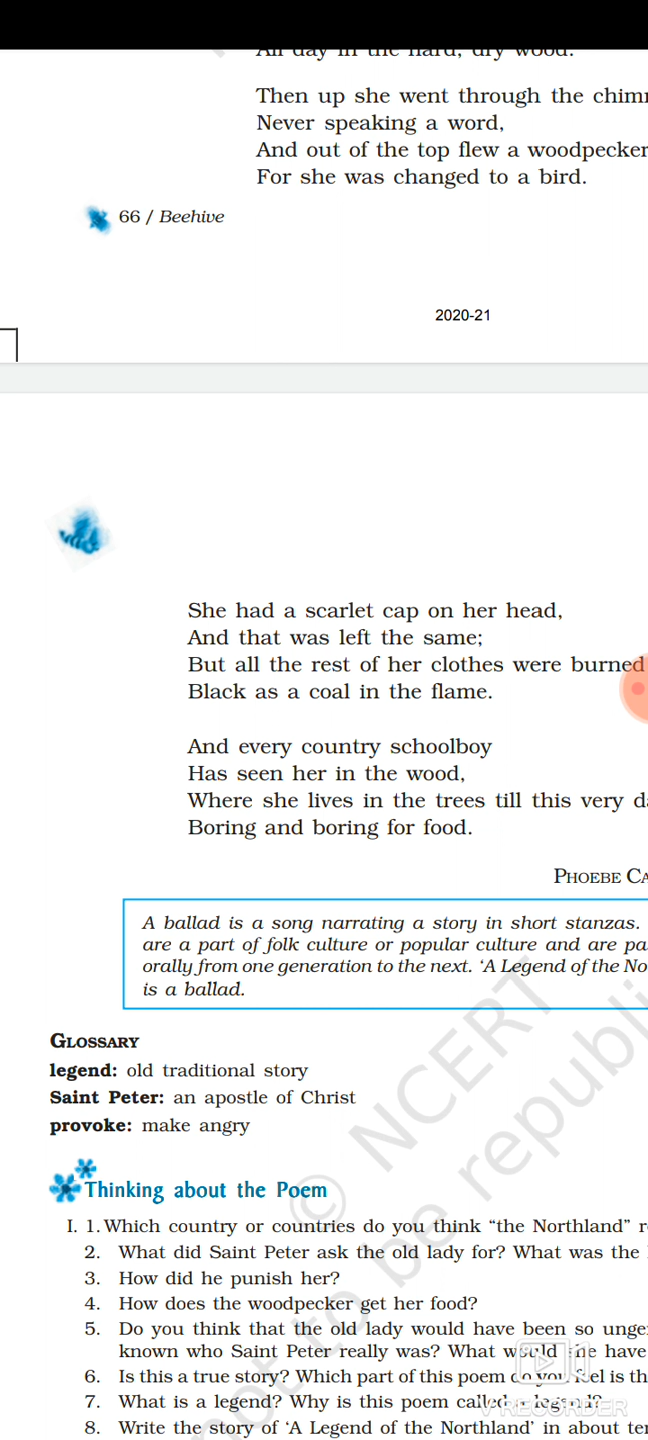 All day in the hard, dry wood.
Then up she went through the
Never speaking a word,
And out of the top flew a woodpecker
For she was changed to a bird.
66 / Beehive
2020-21
She had a scarlet cap on her head,
And that was left the same;
But all the rest of her clothes were burned
Black as a coal in the flame.
And every country schoolboy
Has seen her in the wood,
Where she lives in the trees till this very
Boring and boring for food.
PHOEBE
A ballad is a song narrating a story in short stanzas.
are a part of folk culture or popular culture and are
orally from one generation to the next. 'A Legend of the
is a ballad.
GLOSSARY
legend: old traditional story
Saint Peter: an apostle of Christ
provoke: make angry
Thinking about the Poem
I. 1. Which country or countries do you think "the Northland"
2. What did Saint Peter ask the old lady for? What was the
3. How did he punish her?
4. How does the woodpecker get her food?
5. Do you think that the old lady would have been so
known who Saint Peter really was? What would she have
6. Is this a true story? Which part of this poem do you feel is
7. What is a legend? Why is this poem called a legend?
8. Write the story of 'A Legend of the Northland' in about
© NCERT
not to be
V RECORDER